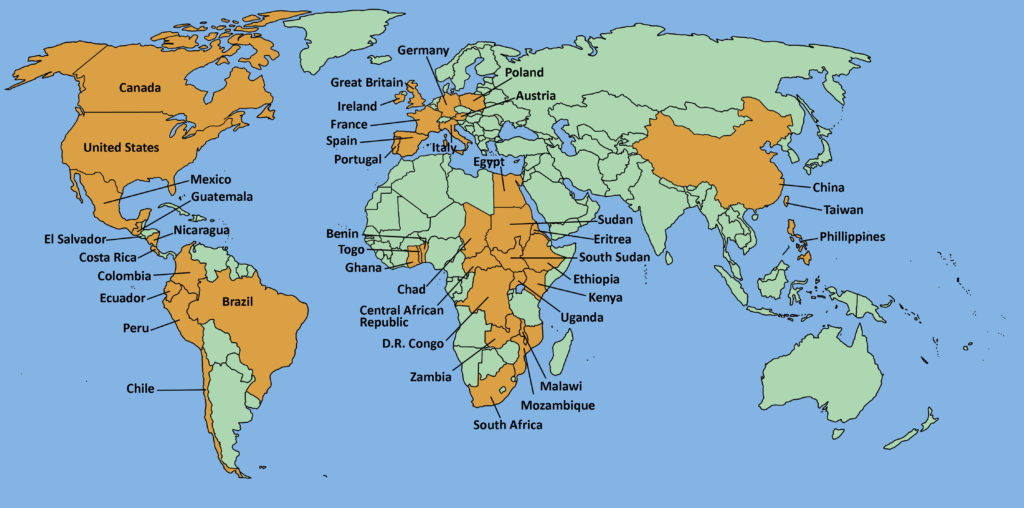 Germany
Poland
Canada
Great Britain
Austria
Ireland
France
Spain
United States
Italy
Portugal
Egypt
Mexico
China
Guatemala
Taiwan
Sudan
Nicaragua
Benin
El Salvador
Eritrea
Phillippines
Togo
Costa Rica
South Sudan
Ghana
Colombia
Ethiopia
Chad
Ecuador
Brazil
Kenya
Central African
Republic
Uganda
Peru
D.R. Congo
Zambia
Malawi
Chile
Mozambique
South Africa